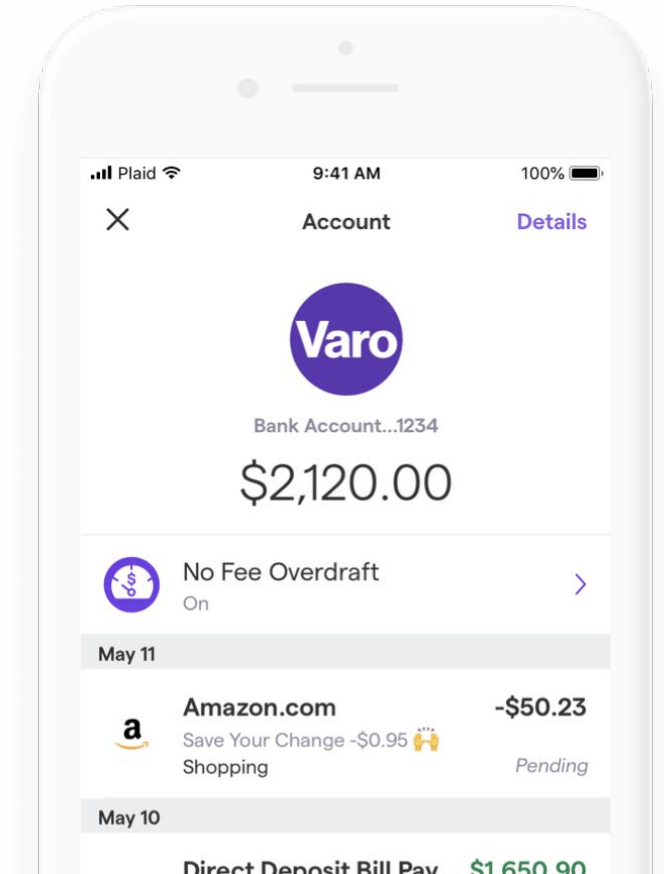 Plaid 9:41 AM 100%
Account Details
Varo
Bank Account...1234
$2,120.00
No Fee Overdraft
On
May 11
Amazon.com -$50.23
Save Your Change -$0.95 🙌
Shopping Pending
May 10
Direct Deposit Bill Pay $1,650.90